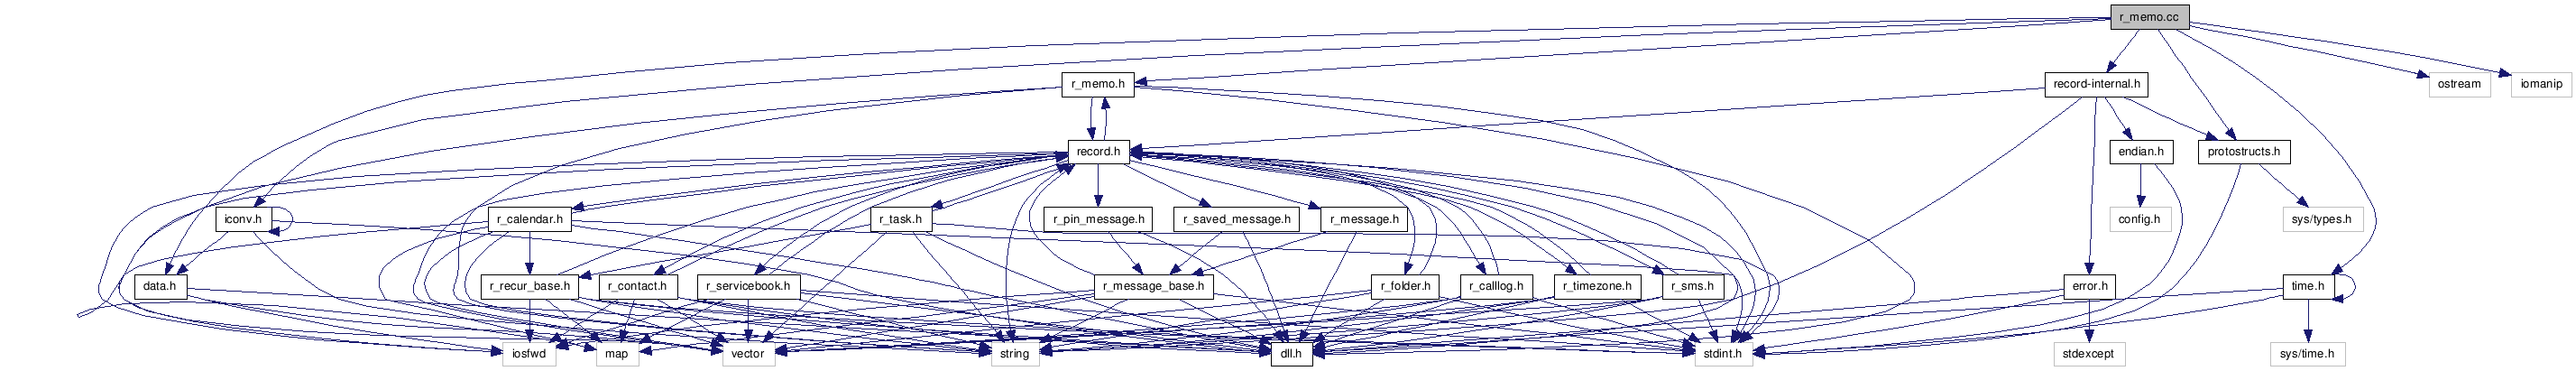 r_memo.cc
r_memo.h
record-internal.h
ostream
iomanip
record.h
endian.h
protostructs.h
iconv.h
r_calendar.h
r_task.h
r_pin_message.h
r_saved_message.h
r_message.h
config.h
sys/types.h
data.h
r_recur_base.h
r_contact.h
r_servicebook.h
r_message_base.h
r_folder.h
r_calllog.h
r_timezone.h
r_sms.h
error.h
time.h
iosfwd
map
vector
string
dll.h
stdint.h
stdexcept
sys/time.h